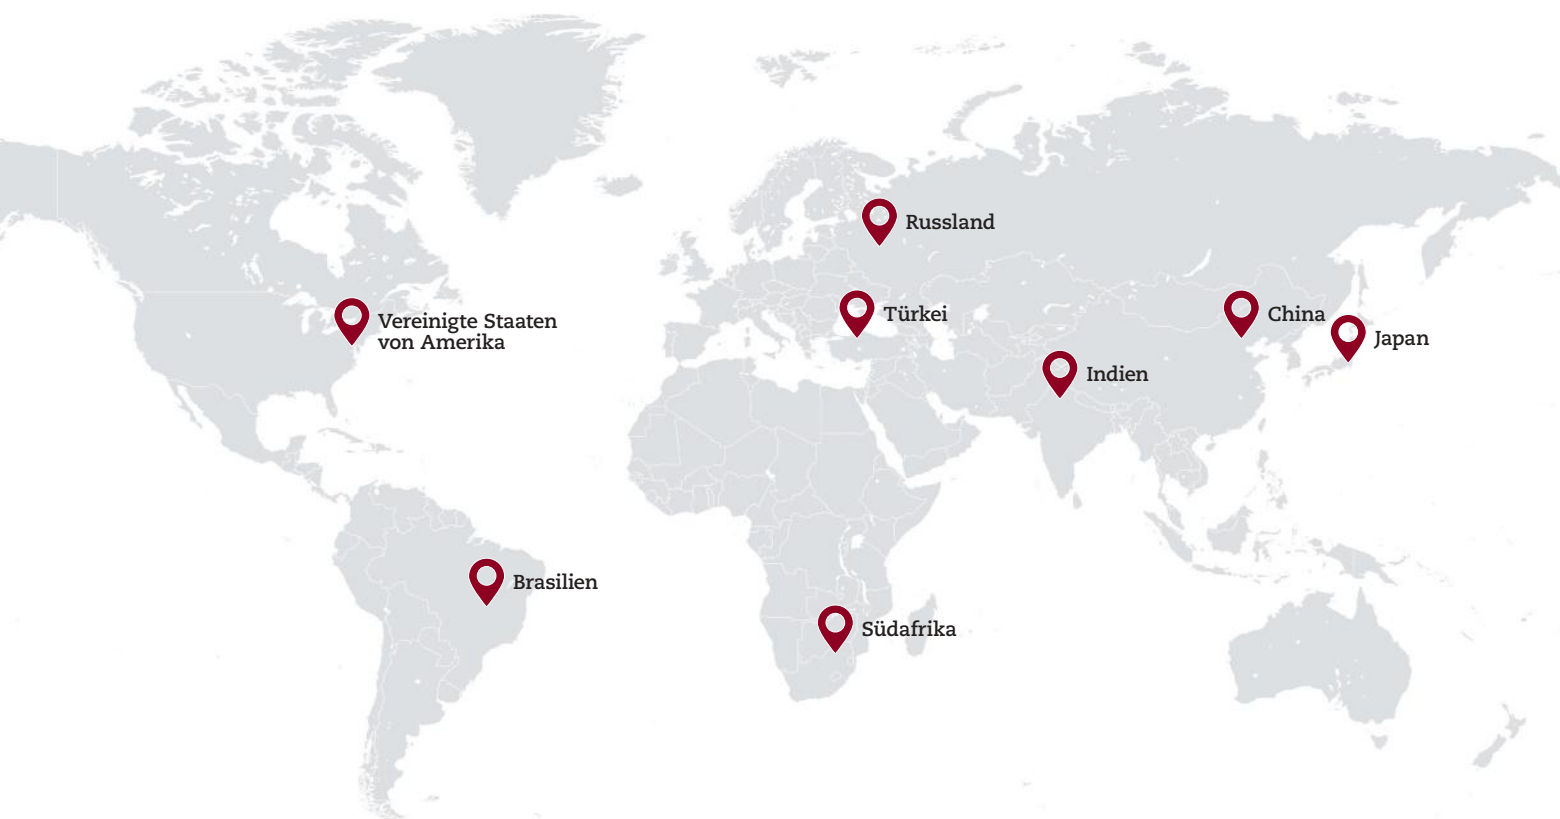 Russland
Türkei
China
Vereinigte Staaten
von Amerika
Japan
Indien
Brasilien
Südafrika